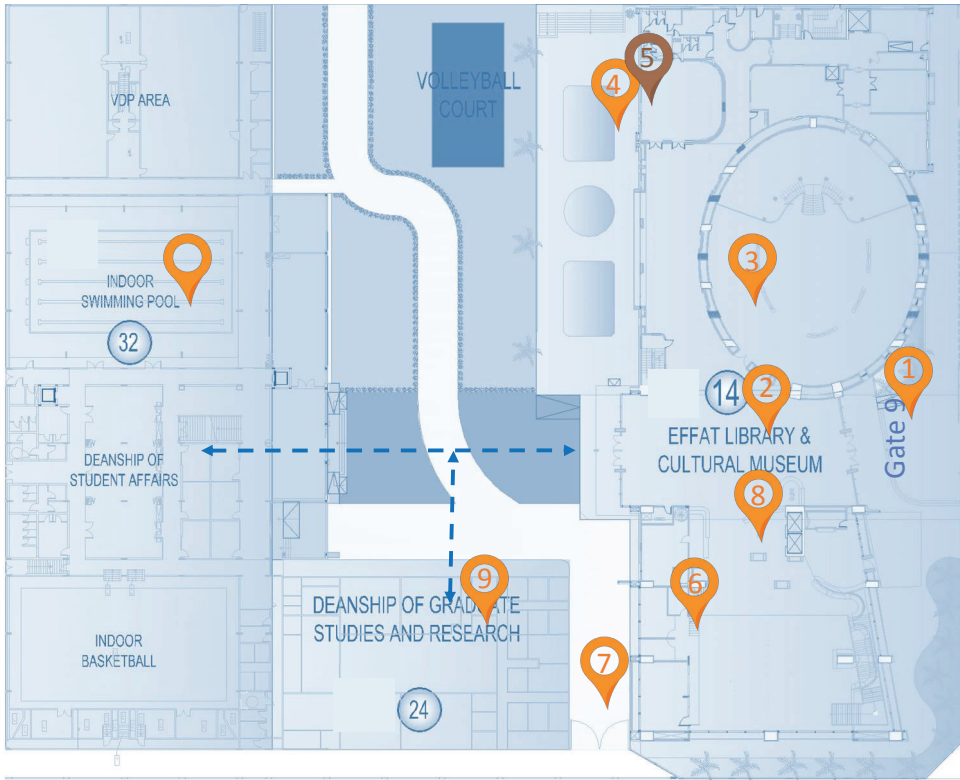 VDP AREA
VOLLEYBALL
COURT
5
4
3
INDOOR
SWIMMING POOL
32
1
2
14
Gate 9
EFFAT LIBRARY &
CULTURAL MUSEUM
DEANSHIP OF
STUDENT AFFAIRS
8
9
6
DEANSHIP OF GRADUATE
STUDIES AND RESEARCH
INDOOR
BASKETBALL
7
24